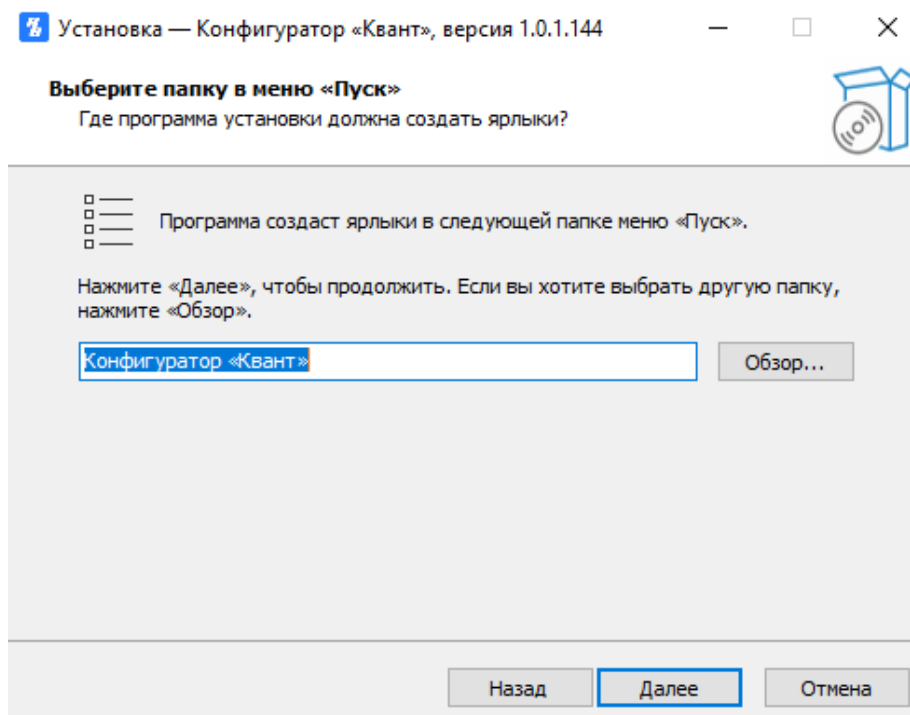 Установка — Конфигуратор «Квант», версия 1.0.1.144
Выберите папку в меню «Пуск»
Где программа установки должна создать ярлыки?
Программа создаст ярлыки в следующей папке меню «Пуск».
Нажмите «Далее», чтобы продолжить. Если вы хотите выбрать другую папку,
нажмите «Обзор».
Конфигуратор «Квант»
Обзор...
Назад
Далее
Отмена